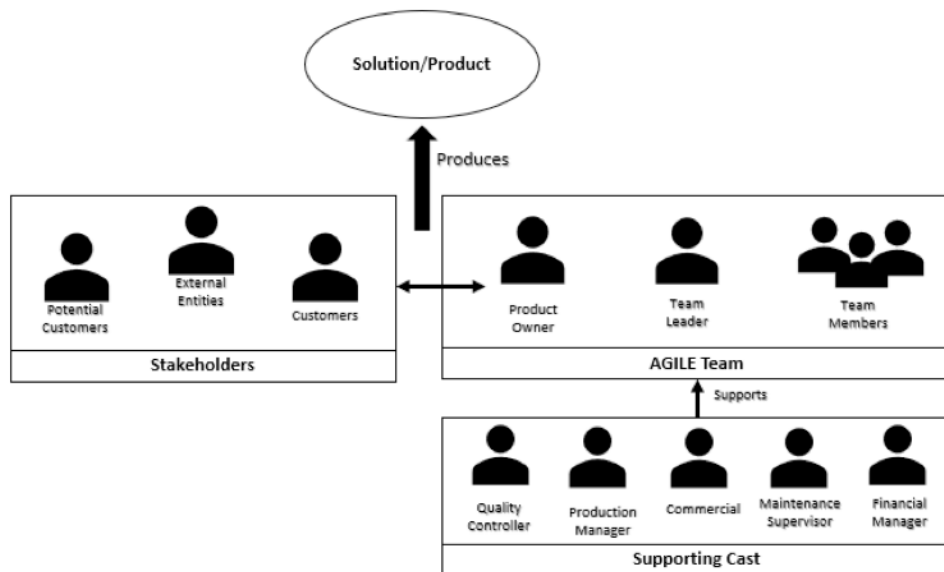 Solution/Product
Produces
Potential
Customers
External
Entities
Customers
Stakeholders
Product
Owner
Team
Leader
Team
Members
AGILE Team
Supports
Quality
Controller
Production
Manager
Commercial
Maintenance
Supervisor
Financial
Manager
Supporting Cast